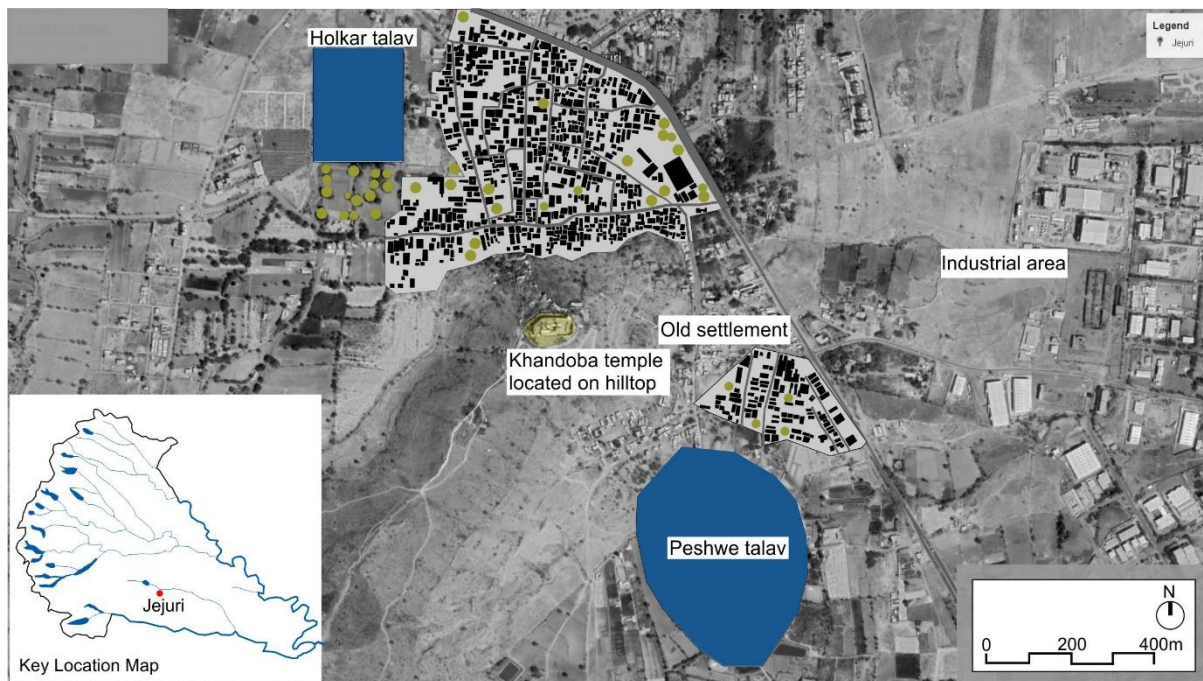 Holkar talav
Legend
Jejuri
Industrial area
Old settlement
Khandoba temple
located on hilltop
Peshwe talav
Jejuri
Key Location Map
N
0 200 400m